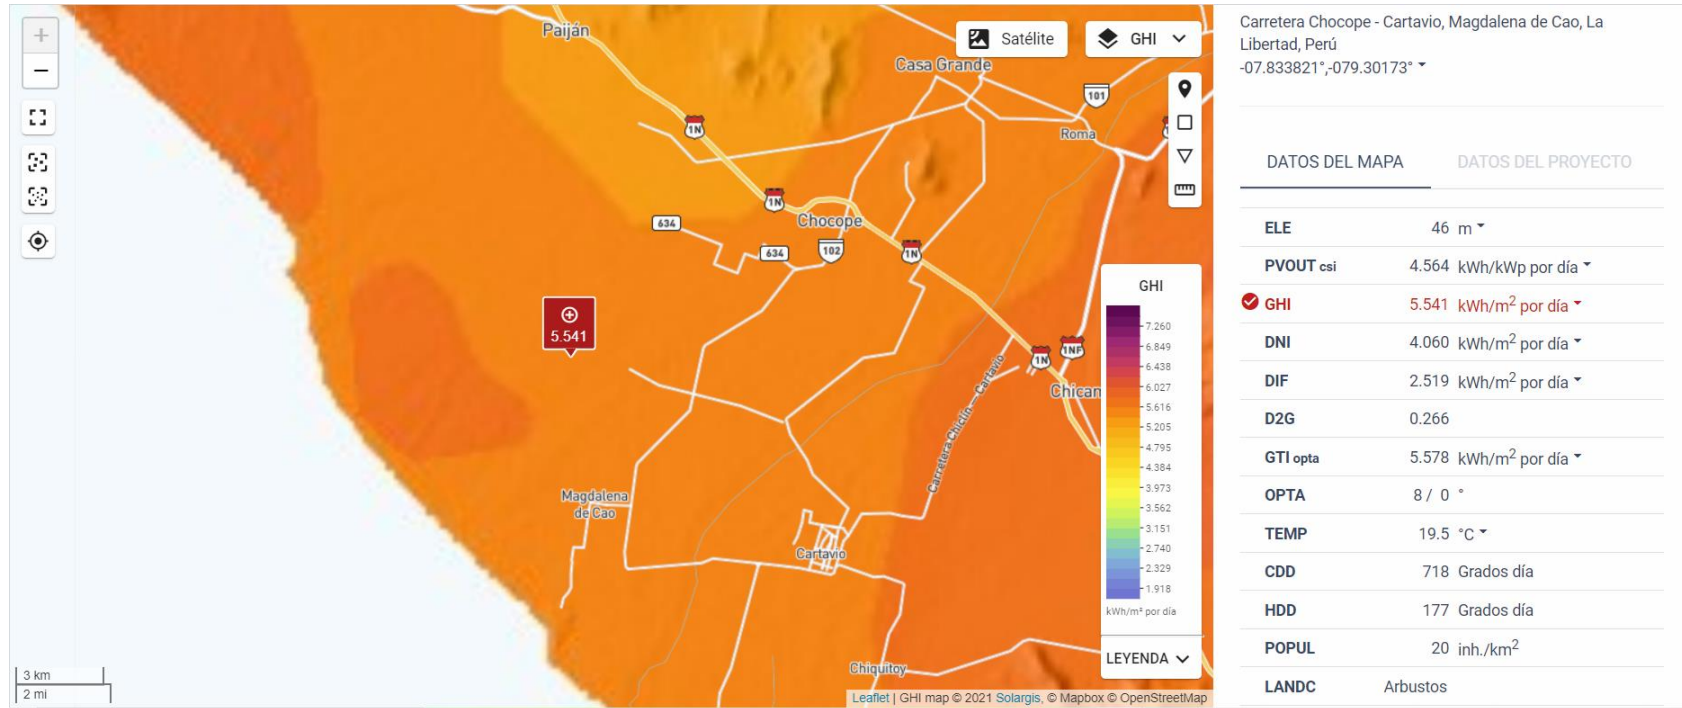 Paiján
Satélite
GHI
Casa Grande
101
Roma
1N
1N
634
Chocope
634
102
1N
5.541
1N
1NF
Chicam
Carretera Chiclín — Cartavio
Magdalena
de Cao
Cartavio
Chiquitoy
3 km
2 mi
GHI
7.260
6.849
6.438
6.027
5.616
5.205
4.795
4.384
3.973
3.562
3.151
2.740
2.329
1.918
kWh/m² por día
LEYENDA
Leaflet | GHI map © 2021 Solargis, © Mapbox © OpenStreetMap
Carretera Chocope - Cartavio, Magdalena de Cao, La
Libertad, Perú
-07.833821°,-079.30173°
DATOS DEL MAPA DATOS DEL PROYECTO
ELE 46 m
PVOUT csi 4.564 kWh/kWp por día
GHI 5.541 kWh/m² por día
DNI 4.060 kWh/m² por día
DIF 2.519 kWh/m² por día
D2G 0.266
GTI opta 5.578 kWh/m² por día
OPTA 8 / 0 °
TEMP 19.5 °C
CDD 718 Grados día
HDD 177 Grados día
POPUL 20 inh./km²
LANDC Arbustos